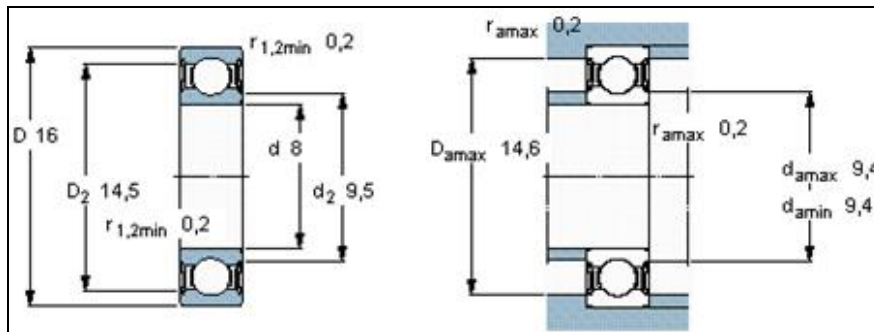 r1,2min 0,2
D 16
D2 14,5
d 8
d2 9,5
r1,2min 0,2
ramax 0,2
Damax 14,6
ramax 0,2
damax 9,4
damin 9,4